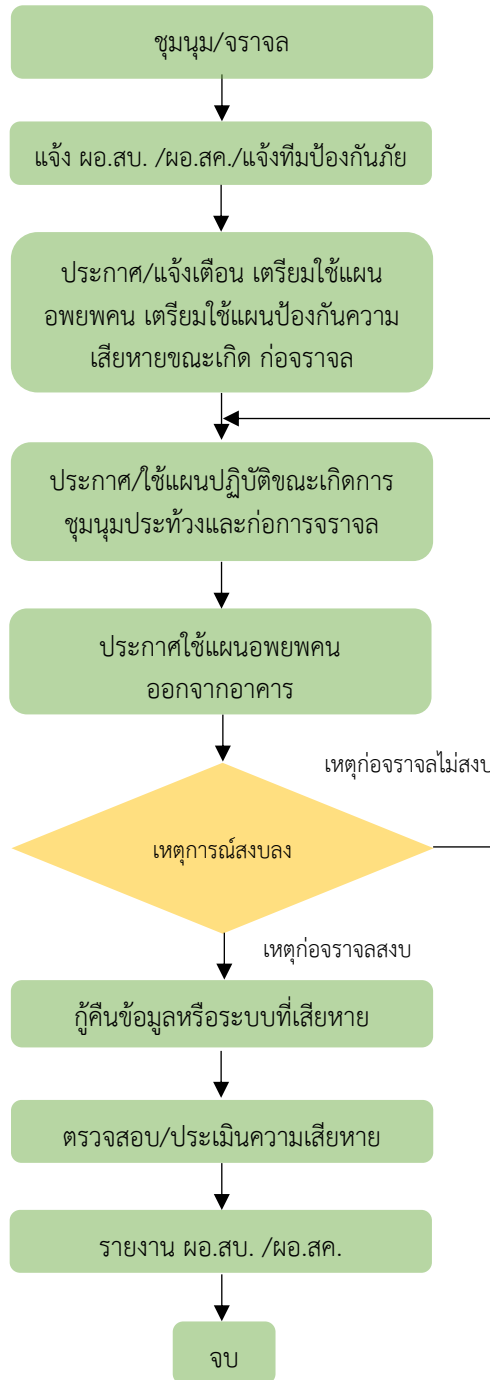 ชุมนุม/จราจล
แจ้ง ผอ.สบ. /ผอ.สค./แจ้งทีมป้องกันภัย
ประกาศ/แจ้งเตือน เตรียมใช้แผน
อพยพคน เตรียมใช้แผนป้องกันความ
เสียหายขณะเกิด ก่อจราจล
ประกาศ/ใช้แผนปฏิบัติขณะเกิดการ
ชุมนุมประท้วงและก่อการจราจล
ประกาศใช้แผนอพยพคน
ออกจากอาคาร
เหตุก่อจราจลไม่สงบ
เหตุการณ์สงบลง
เหตุก่อจราจลสงบ
กู้คืนข้อมูลหรือระบบที่เสียหาย
ตรวจสอบ/ประเมินความเสียหาย
รายงาน ผอ.สบ. /ผอ.สค.
จบ